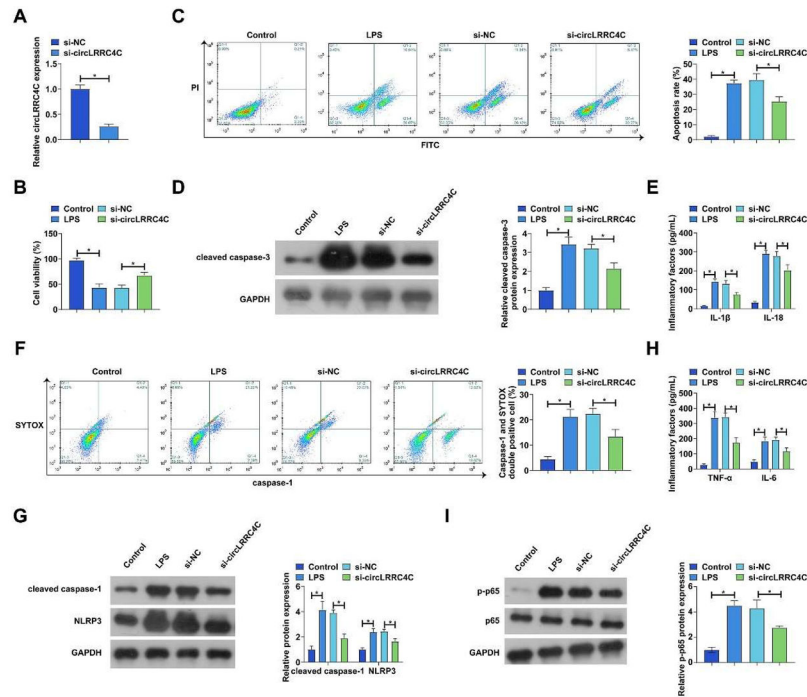 A
si-NC
si-circLRRC4C
Relative circLRRC4C expression
1.5
1.0
0.5
0.0
*
B
Control
si-NC
LPS
si-circLRRC4C
Cell viability (%)
150
100
50
0
*
*
C
Control
LPS
si-NC
si-circLRRC4C
PI
FITC
Control
si-NC
LPS
si-circLRRC4C
Apoptosis rate (%)
50
40
30
20
10
0
*
*
D
Control
LPS
si-NC
si-circLRRC4C
cleaved caspase-3
GAPDH
Control
si-NC
LPS
si-circLRRC4C
Relative cleaved caspase-3
protein expression
5
4
3
2
1
0
*
*
E
Control
si-NC
LPS
si-circLRRC4C
Inflammatory factors (pg/mL)
400
300
200
100
0
*
*
*
*
IL-1β
IL-18
F
Control
LPS
si-NC
si-circLRRC4C
SYTOX
caspase-1
Control
si-NC
LPS
si-circLRRC4C
Caspase-1 and SYTOX
double positive cell (%)
30
20
10
0
*
*
H
Control
si-NC
LPS
si-circLRRC4C
Inflammatory factors (pg/mL)
500
400
300
200
100
0
*
*
*
*
TNF-α
IL-6
G
Control
LPS
si-NC
si-circLRRC4C
cleaved caspase-1
NLRP3
GAPDH
Control
si-NC
LPS
si-circLRRC4C
Relative protein expression
6
4
2
0
*
*
*
*
cleaved caspase-1 NLRP3
I
Control
LPS
si-NC
si-circLRRC4C
p-p65
p65
GAPDH
Control
si-NC
LPS
si-circLRRC4C
Relative p-p65 protein expression
6
4
2
0
*
*